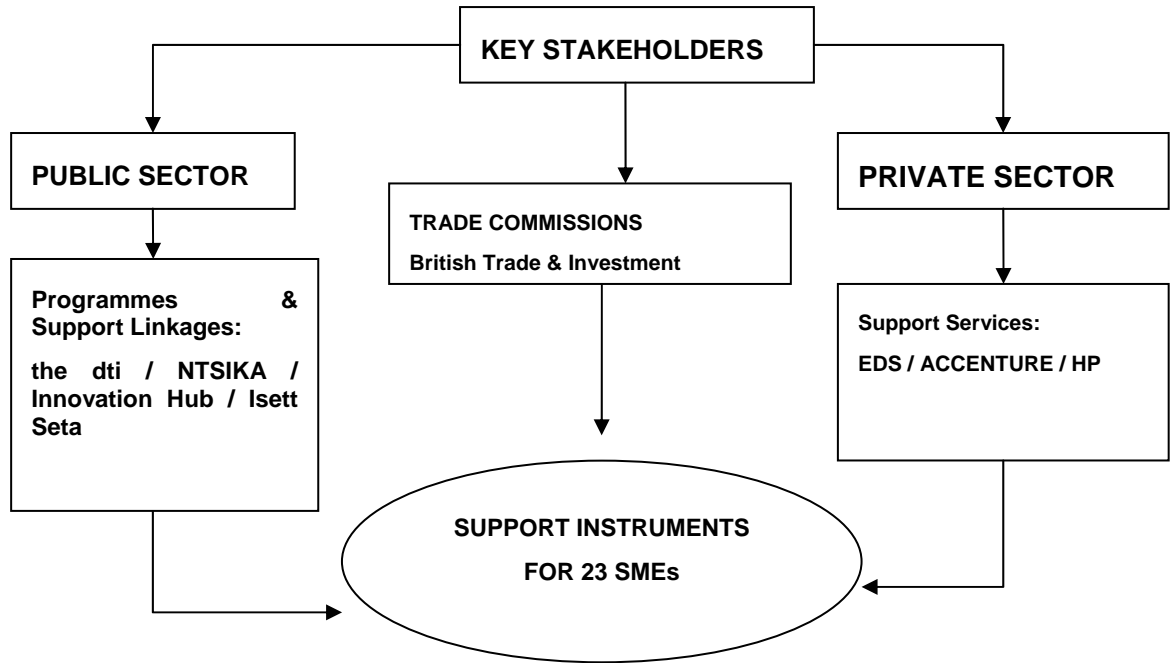 KEY STAKEHOLDERS
PUBLIC SECTOR
PRIVATE SECTOR
TRADE COMMISSIONS
British Trade & Investment
Programmes &
Support Linkages:
the dti / NTSIKA /
Innovation Hub / Isett
Seta
Support Services:
EDS / ACCENTURE / HP
SUPPORT INSTRUMENTS
FOR 23 SMEs